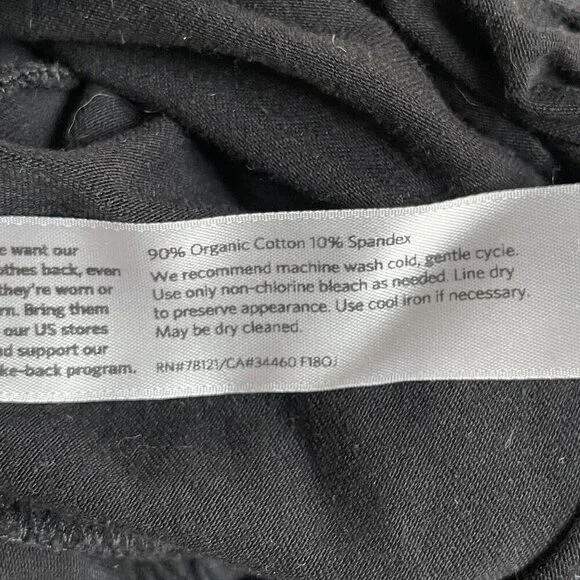 e want our
othes back, even
they're worn or
rn. Bring them
our US stores
nd support our
ke-back program.
90% Organic Cotton 10% Spandex
We recommend machine wash cold, gentle cycle.
Use only non-chlorine bleach as needed. Line dry
to preserve appearance. Use cool iron if necessary.
May be dry cleaned.
RN#78121/CA#34460 F18OJ